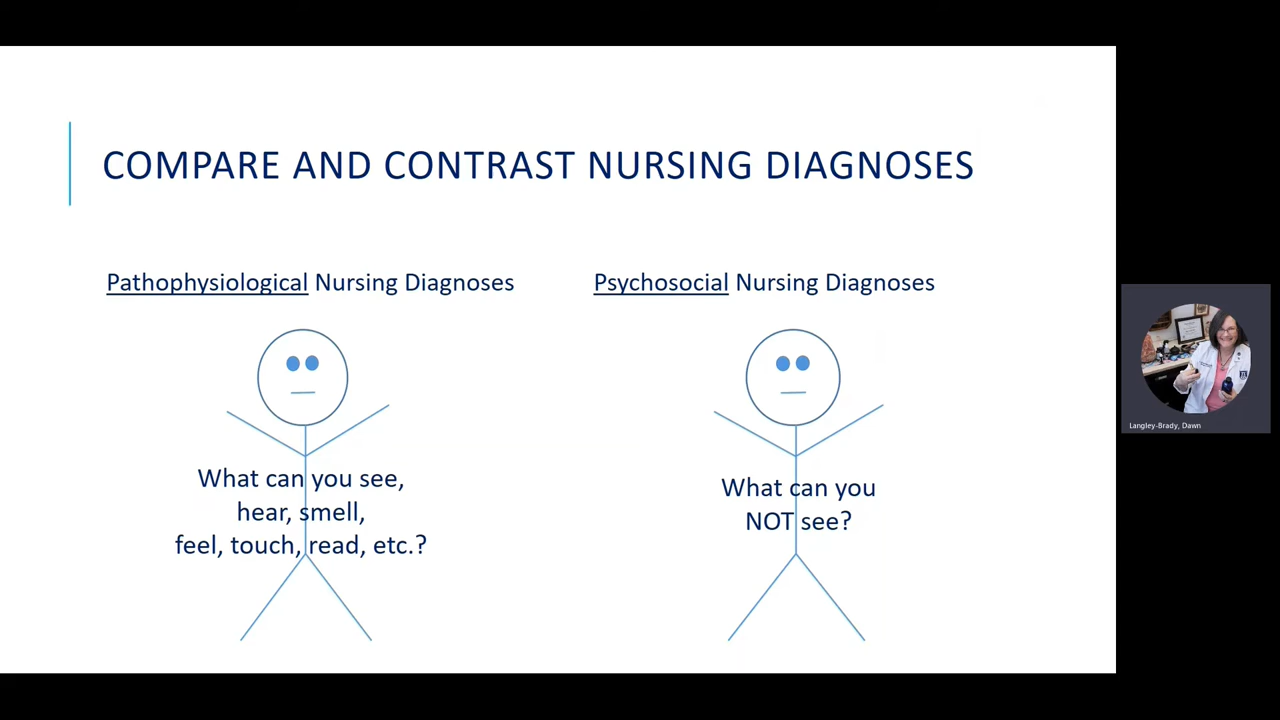 COMPARE AND CONTRAST NURSING DIAGNOSES
Pathophysiological Nursing Diagnoses
What can you see,
hear, smell,
feel, touch, read, etc.?
Psychosocial Nursing Diagnoses
What can you
NOT see?
Langley-Brady, Dawn